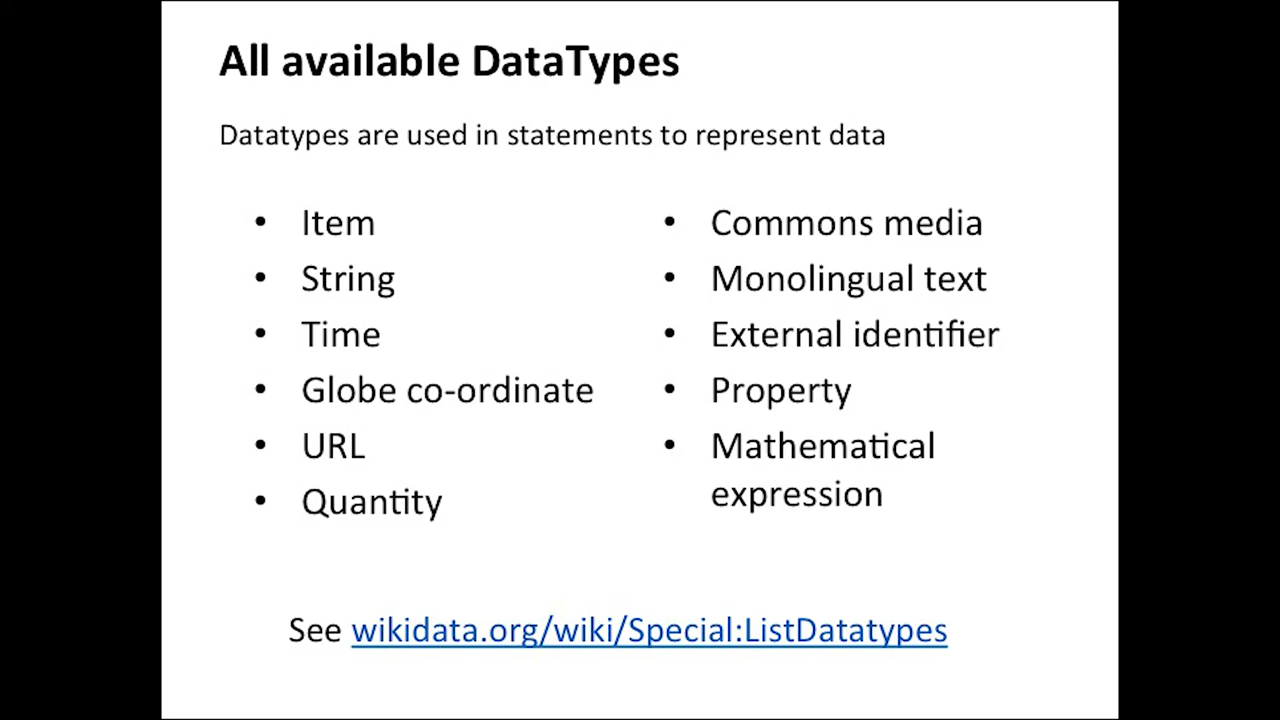 All available DataTypes
Datatypes are used in statements to represent data
• Item
• String
• Time
• Globe co-ordinate
• URL
• Quantity
• Commons media
• Monolingual text
• External identifier
• Property
• Mathematical
expression
See wikidata.org/wiki/Special:ListDatatypes